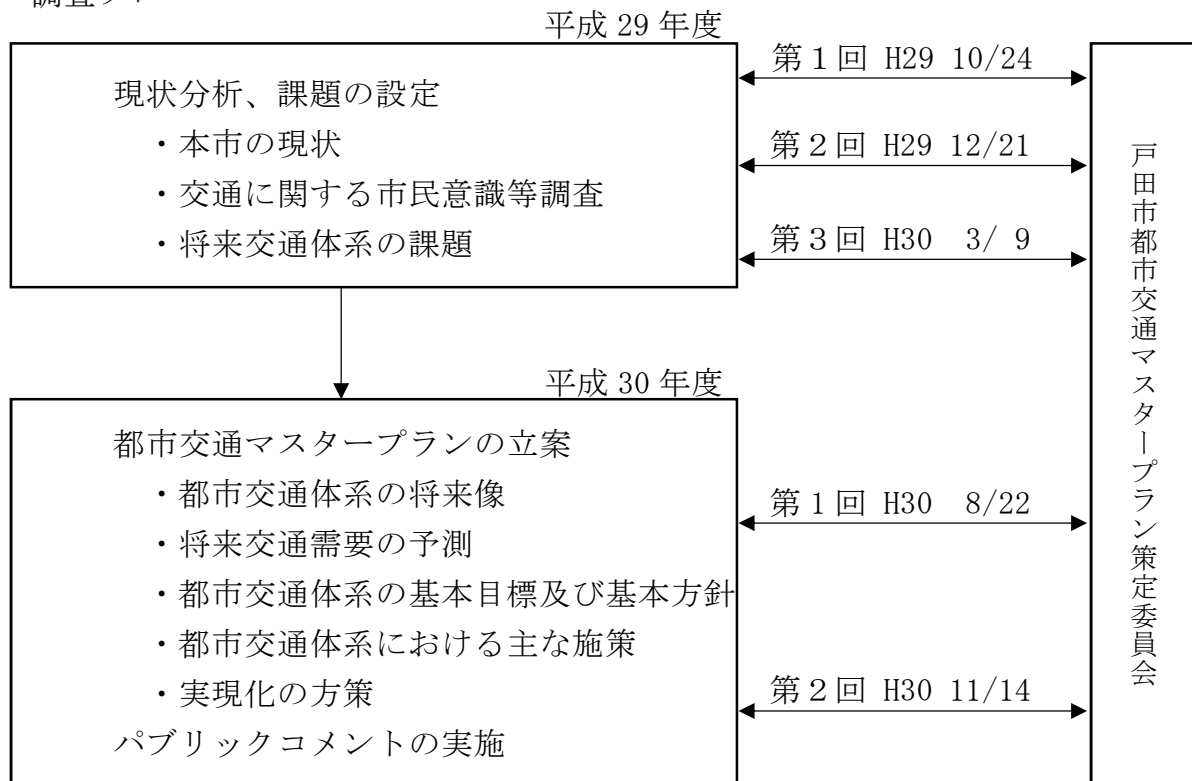 平成 29 年度
現状分析、課題の設定
・本市の現状
・交通に関する市民意識等調査
・将来交通体系の課題
第１回 H29 10/24
第２回 H29 12/21
第３回 H30 3/ 9
平成 30 年度
都市交通マスタープランの立案
・都市交通体系の将来像
・将来交通需要の予測
・都市交通体系の基本目標及び基本方針
・都市交通体系における主な施策
・実現化の方策
パブリックコメントの実施
第１回 H30 8/22
第２回 H30 11/14
戸田市都市交通マスタープラン策定委員会